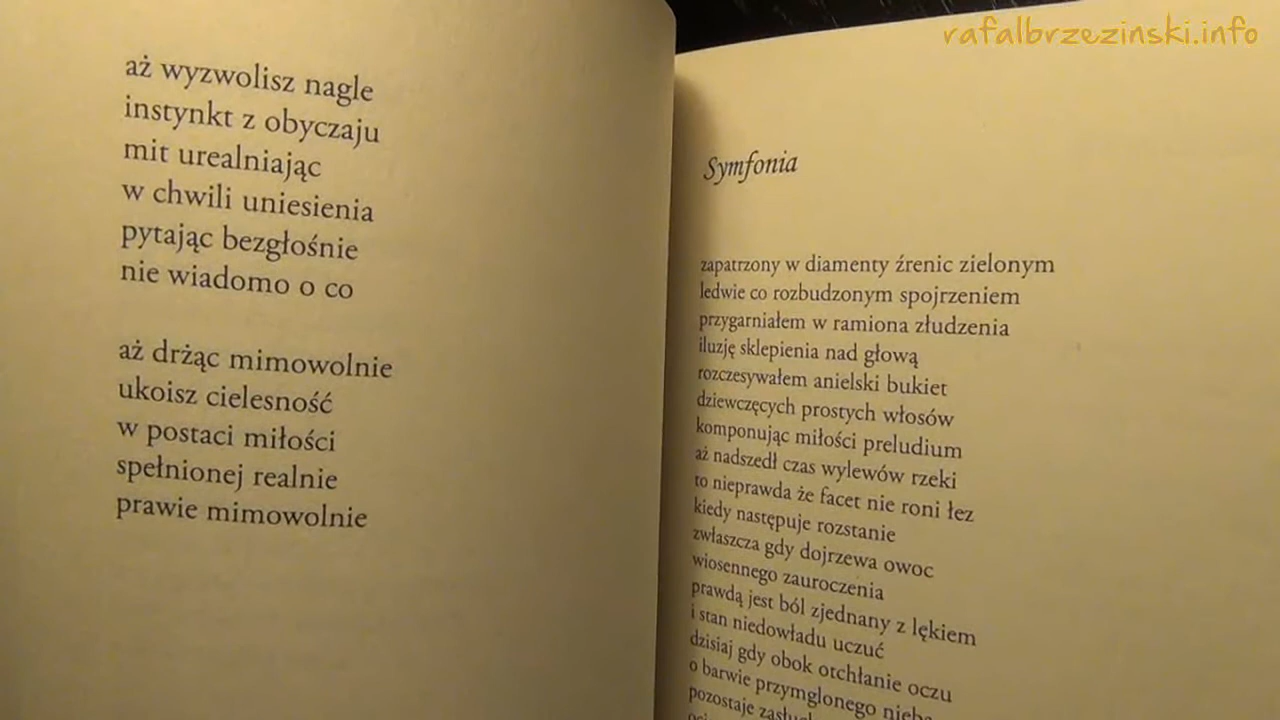 rafalbrzezinski.info
aż wyzwolisz nagle
instynkt z obyczaju
mit urealniając
w chwili uniesienia
pytając bezgłośnie
nie wiadomo o co
aż drżąc mimowolnie
ukoisz cielesność
w postaci miłości
spełnionej realnie
prawie mimowolnie
Symfonia
zapatrzony w diamenty źrenic zielonym
ledwie co rozbudzonym spojrzeniem
przygarniałem w ramiona złudzenia
iluzję sklepienia nad głową
rozczesywałem anielski bukiet
dziewczęcych prostych włosów
komponując miłości preludium
aż nadszedł czas wylewów rzeki
to nieprawda że facet nie roni łez
kiedy następuje rozstanie
zwłaszcza gdy dojrzewa owoc
wiosennego zauroczenia
prawdą jest ból zjednany z lękiem
i stan niedowładu uczuć
dzisiaj gdy obok otchłanie oczu
o barwie przymglonego nieba
pozostaje